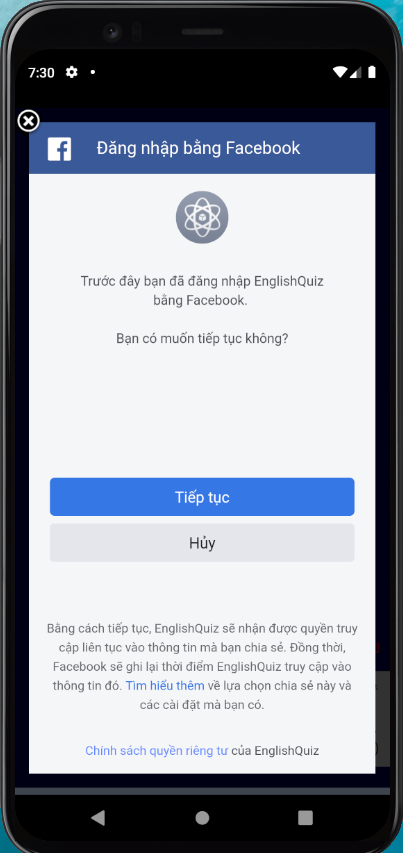 7:30
Đăng nhập bằng Facebook
Trước đây bạn đã đăng nhập EnglishQuiz
bằng Facebook.
Bạn có muốn tiếp tục không?
Tiếp tục
Hủy
Bằng cách tiếp tục, EnglishQuiz sẽ nhận được quyền truy
cập liên tục vào thông tin mà bạn chia sẻ. Đồng thời,
Facebook sẽ ghi lại thời điểm EnglishQuiz truy cập vào
thông tin đó. Tìm hiểu thêm về lựa chọn chia sẻ này và
các cài đặt mà bạn có.
Chính sách quyền riêng tư của EnglishQuiz